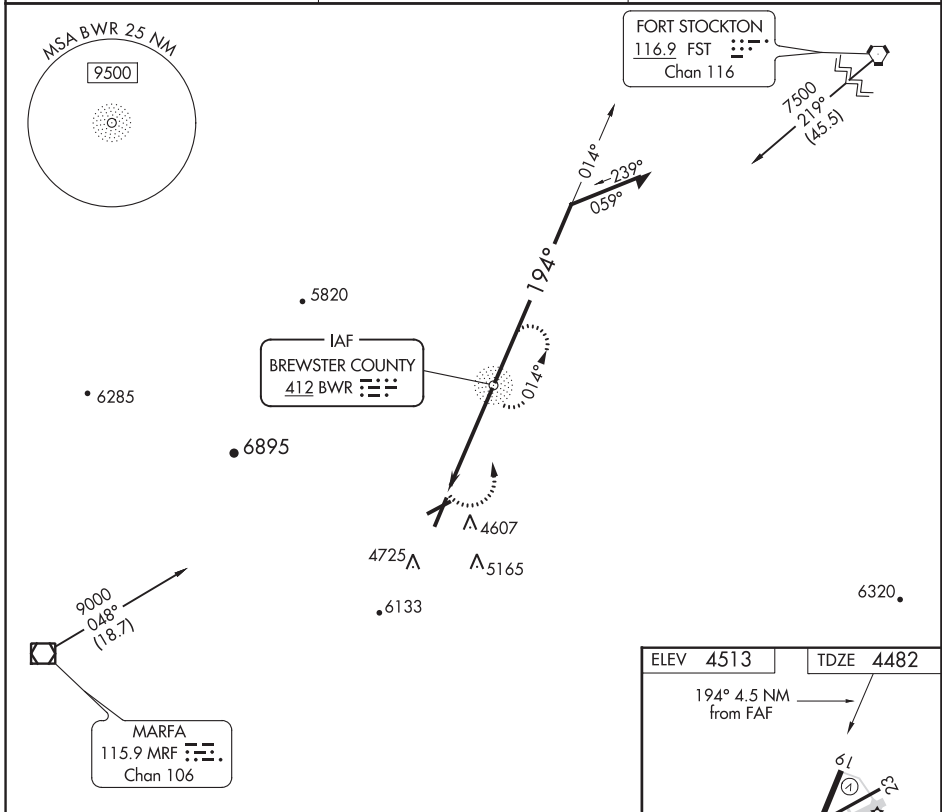 MSA BWR 25 NM
9500
FORT STOCKTON
116.9 FST
Chan 116
7500
219°
(45.5)
014°
239°
059°
194°
5820
IAF
BREWSTER COUNTY
412 BWR
014°
6285
6895
4607
4725
5165
6133
6320
9000
048°
(18.7)
MARFA
115.9 MRF
Chan 106
ELEV 4513
TDZE 4482
194° 4.5 NM
from FAF
19
23